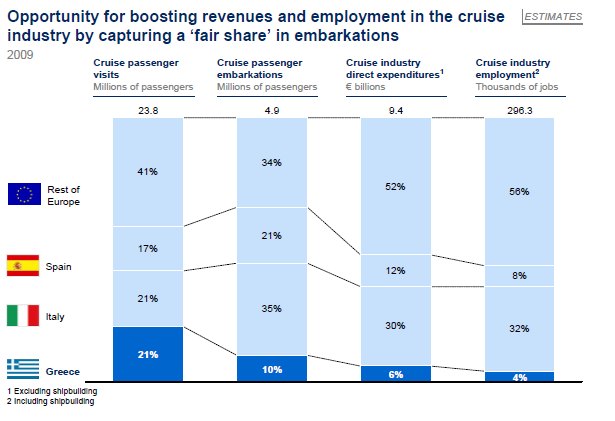 Opportunity for boosting revenues and employment in the cruise
industry by capturing a ‘fair share’ in embarkations
ESTIMATES
2009
Cruise passenger
visits
Millions of passengers
Cruise passenger
embarkations
Millions of passengers
Cruise industry
direct expenditures1
€ billions
Cruise industry
employment2
Thousands of jobs
23.8
4.9
9.4
296.3
Rest of
Europe
41%
34%
52%
56%
Spain
17%
21%
12%
8%
Italy
21%
35%
30%
32%
Greece
21%
10%
6%
4%
1 Excluding shipbuilding
2 Including shipbuilding